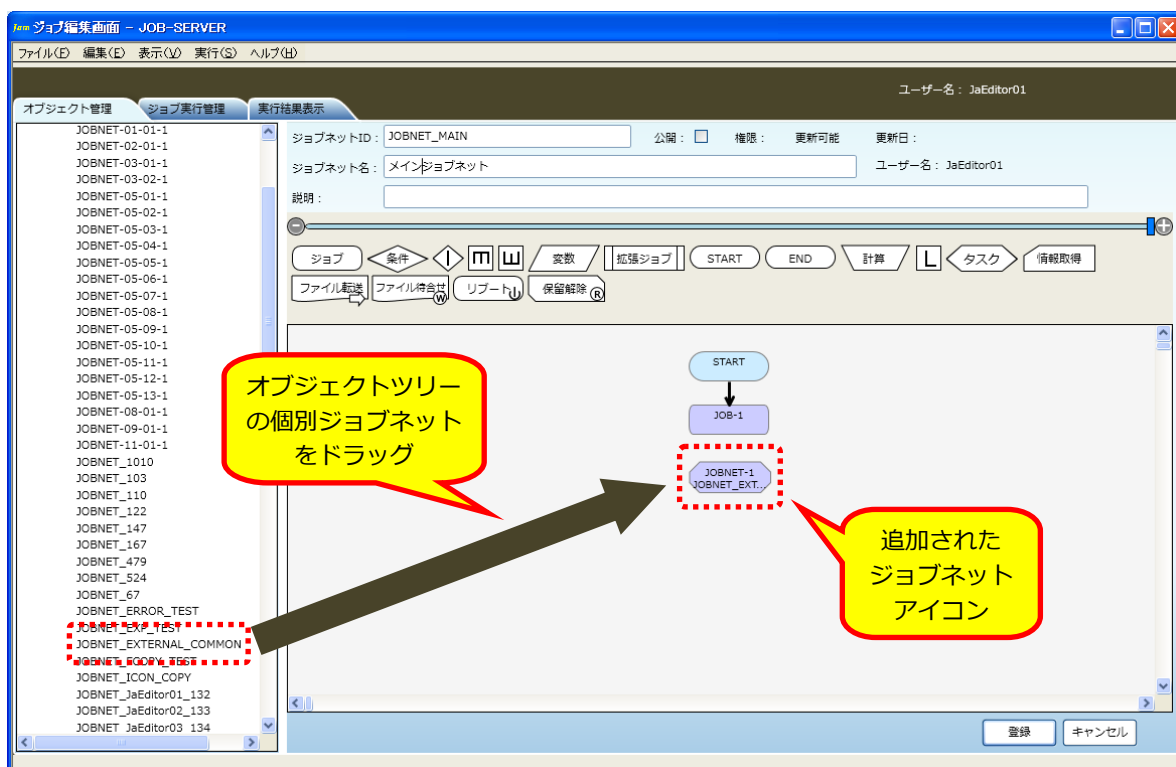 Jam ジョブ編集画面 - JOB-SERVER
ファイル(F) 編集(E) 表示(V) 実行(S) ヘルプ(H)
ユーザー名： JaEditor01
オブジェクト管理 ジョブ実行管理 実行結果表示
JOBNET-01-01-1
JOBNET-02-01-1
JOBNET-03-01-1
JOBNET-03-02-1
JOBNET-05-01-1
JOBNET-05-02-1
JOBNET-05-03-1
JOBNET-05-04-1
JOBNET-05-05-1
JOBNET-05-06-1
JOBNET-05-07-1
JOBNET-05-08-1
JOBNET-05-09-1
JOBNET-05-10-1
JOBNET-05-11-1
JOBNET-05-12-1
JOBNET-05-13-1
JOBNET-08-01-1
JOBNET-09-01-1
JOBNET-11-01-1
JOBNET_1010
JOBNET_103
JOBNET_110
JOBNET_122
JOBNET_147
JOBNET_167
JOBNET_479
JOBNET_524
JOBNET_67
JOBNET_ERROR_TEST
JOBNET_EXP_TEST
JOBNET_EXTERNAL_COMMON
JOBNET_FCOPY_TEST
JOBNET_ICON_COPY
JOBNET_JaEditor01_132
JOBNET_JaEditor02_133
JOBNET_JaEditor03_134
ジョブネットID： JOBNET_MAIN 公開： 権限： 更新可能 更新日：
ジョブネット名： メインジョブネット ユーザー名： JaEditor01
説明：
ジョブ 条件 変数 拡張ジョブ START END 計算 L タスク 情報取得
ファイル転送 ファイル待合せ W リブート 保留解除 R
START
JOB-1
JOBNET-1
JOBNET_EXT...
オブジェクトツリー
の個別ジョブネット
をドラッグ
追加された
ジョブネット
アイコン
登録 キャンセル